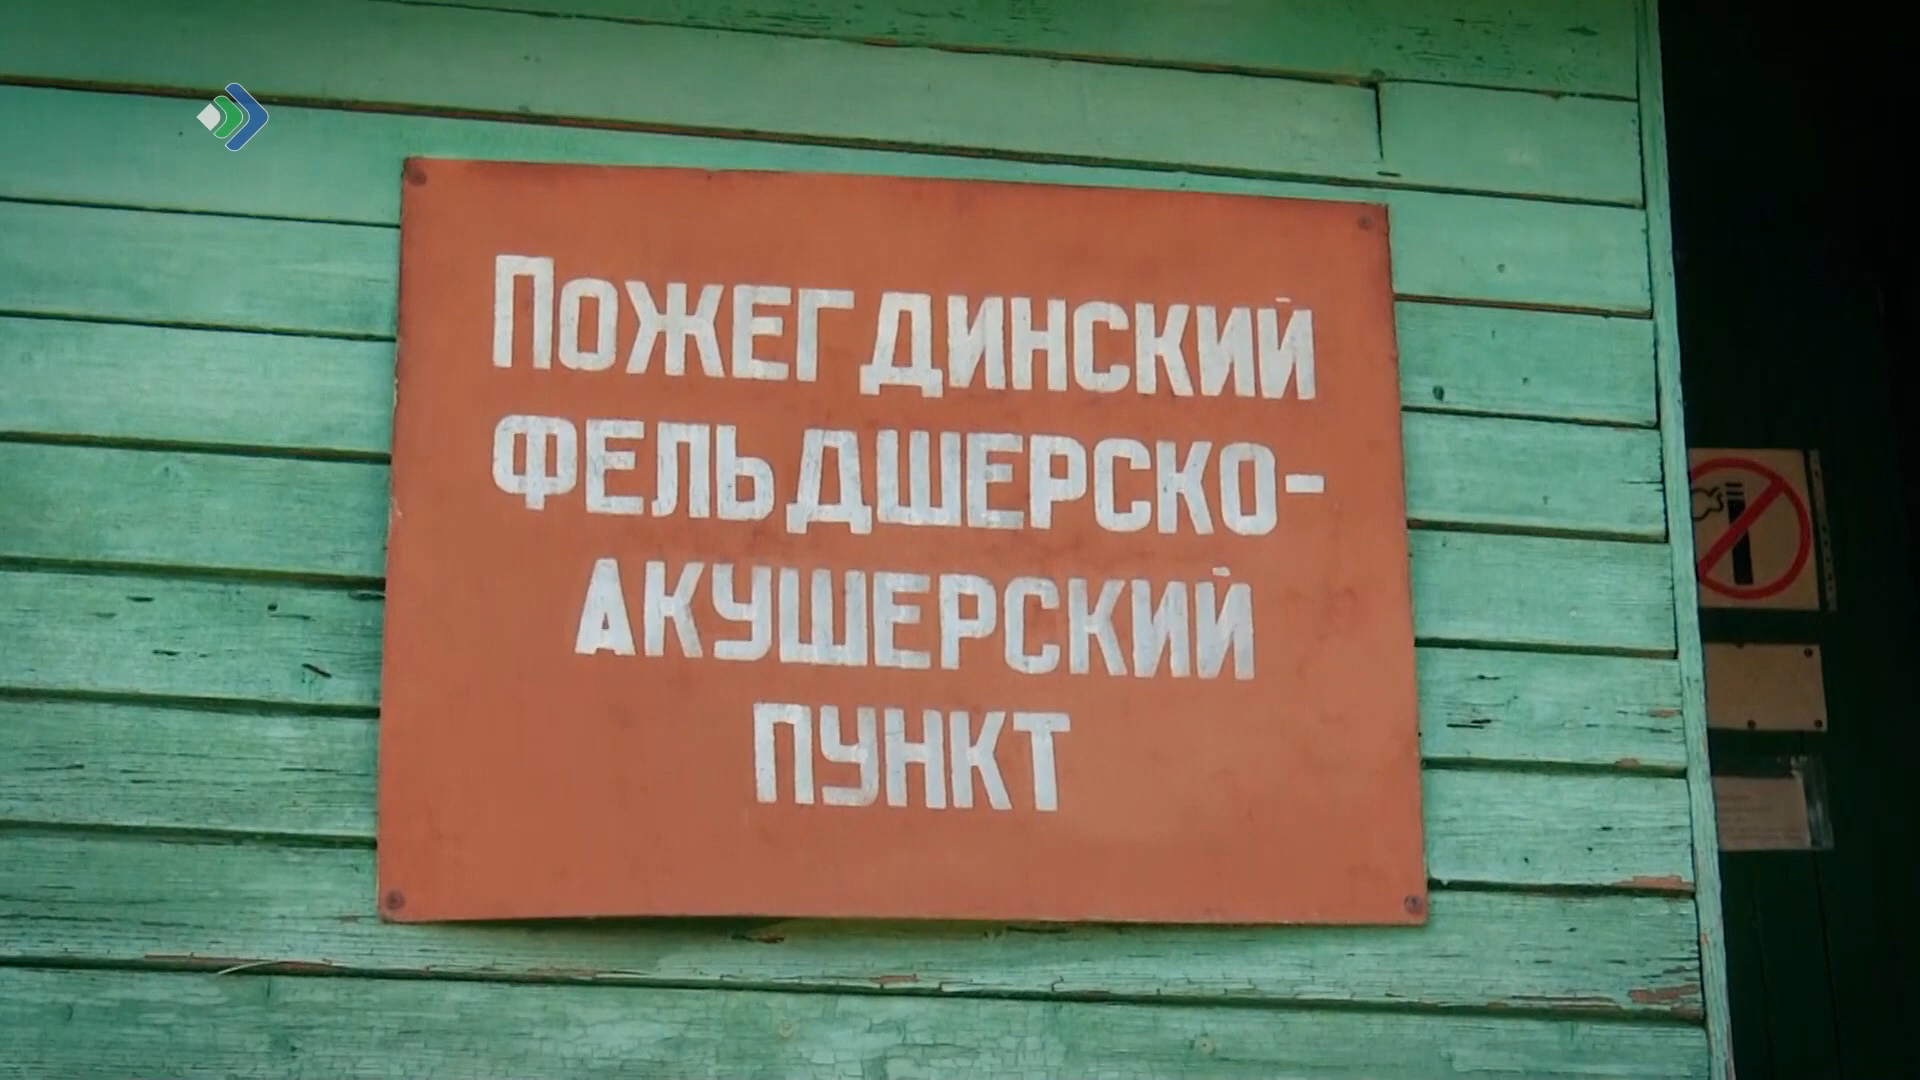 Пожегдинский
фельдшерско-
акушерский
пункт